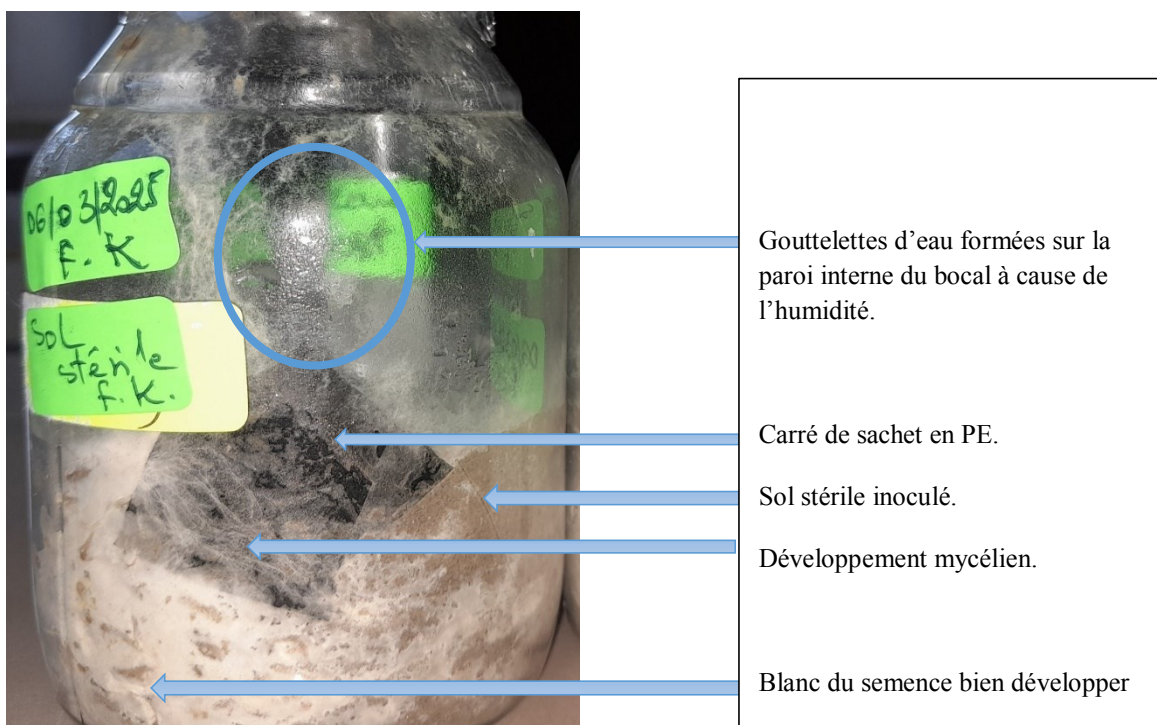 06/03/2025
F. K
Sol
stérile
F. K.
Gouttelettes d'eau formées sur la
paroi interne du bocal à cause de
l'humidité.
Carré de sachet en PE.
Sol stérile inoculé.
Développement mycélien.
Blanc du semence bien développer